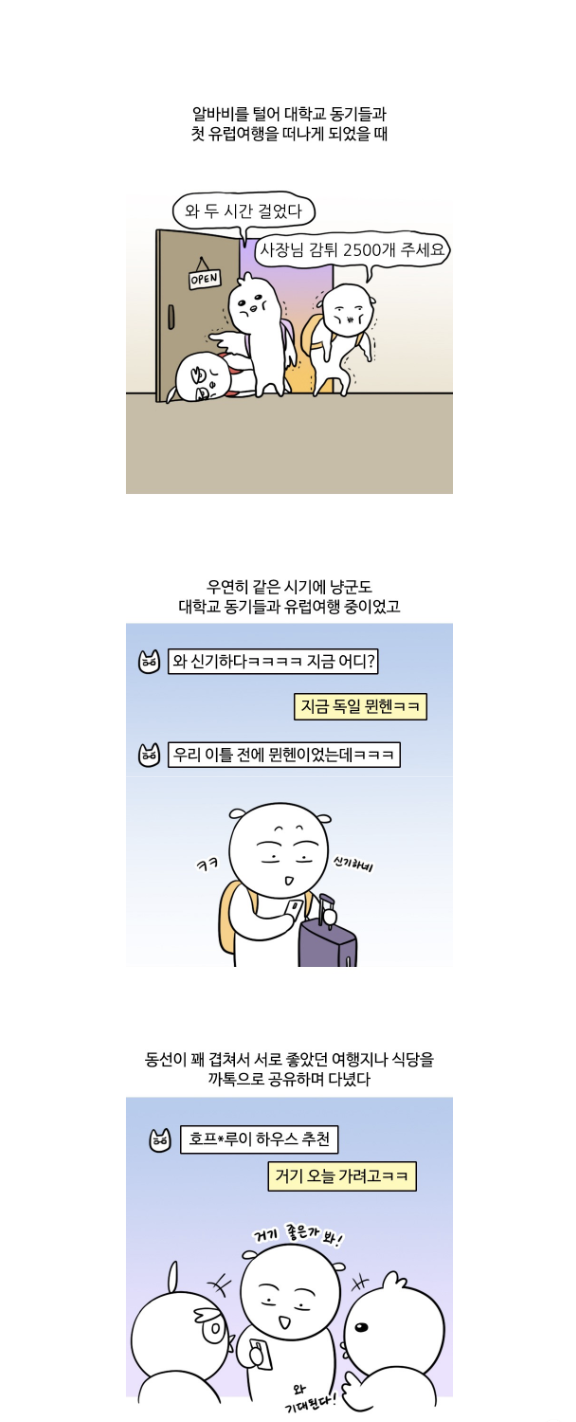 알바비를 털어 대학교 동기들과
첫 유럽여행을 떠나게 되었을 때
와 두 시간 걸었다
사장님 감튀 2500개 주세요
OPEN
우연히 같은 시기에 냥군도
대학교 동기들과 유럽여행 중이었고
와 신기하다ㅋㅋㅋㅋ 지금 어디?
지금 독일 뮌헨ㅋㅋ
우리 이틀 전에 뮌헨이었는데ㅋㅋㅋ
ㅋㅋ
신기하네
동선이 꽤 겹쳐서 서로 좋았던 여행지나 식당을
까톡으로 공유하며 다녔다
호프*루이 하우스 추천
거기 오늘 가려고ㅋㅋ
거기 좋은가 봐!
와
기대된다!